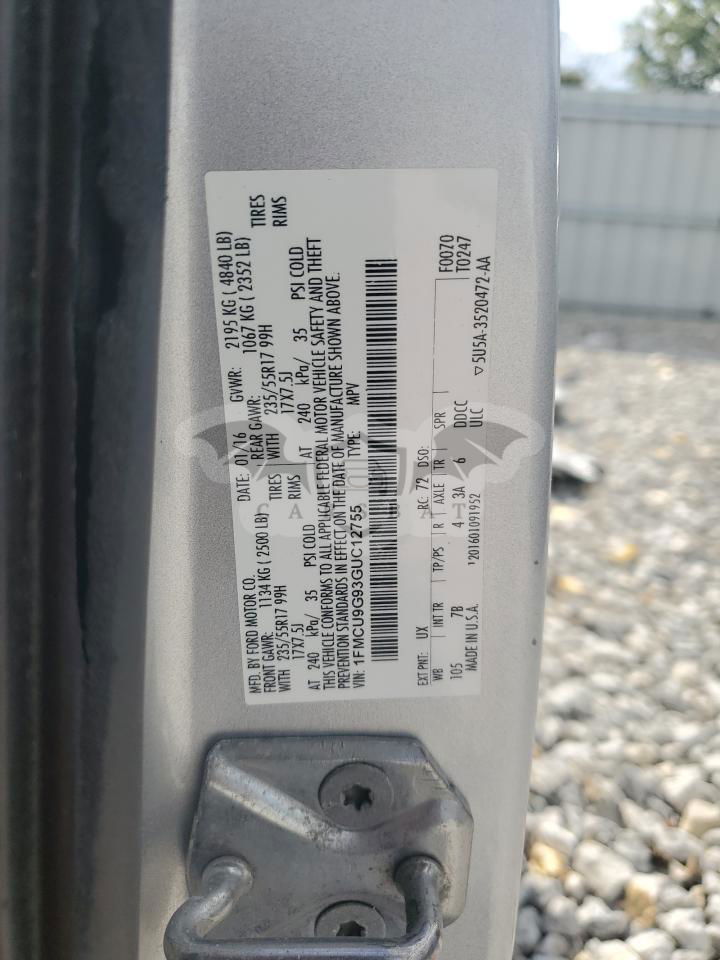 MFD. BY FORD MOTOR CO. DATE: 01/16 GVWR: 2195 KG ( 4840 LB)
FRONT GAWR: 1134 KG ( 2500 LB) REAR GAWR: 1067 KG ( 2352 LB)
WITH 235/55R17 99H TIRES WITH 235/55R17 99H TIRES
17X7.5J RIMS 17X7.5J RIMS
AT 240 kPa/ 35 PSI COLD AT 240 kPa/ 35 PSI COLD
THIS VEHICLE CONFORMS TO ALL APPLICABLE FEDERAL MOTOR VEHICLE SAFETY AND THEFT
PREVENTION STANDARDS IN EFFECT ON THE DATE OF MANUFACTURE SHOWN ABOVE.
VIN: 1FMCU9G93GUC12755 TYPE: MPV
EXT PNT: UX RC: 72 DSO: F0070
WB INT TR TP/PS R AXLE TR SPR T0247
105 7B 4 3A 6 DDCC
MADE IN U.S.A. *201601091952 ULC ▽5U5A-3520472-AA
CARSBAT